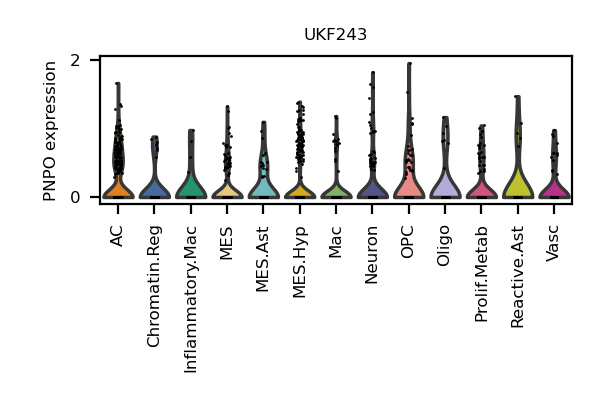 UKF243
PNPO expression
2
0
AC
Chromatin.Reg
Inflammatory.Mac
MES
MES.Ast
MES.Hyp
Mac
Neuron
OPC
Oligo
Prolif.Metab
Reactive.Ast
Vasc